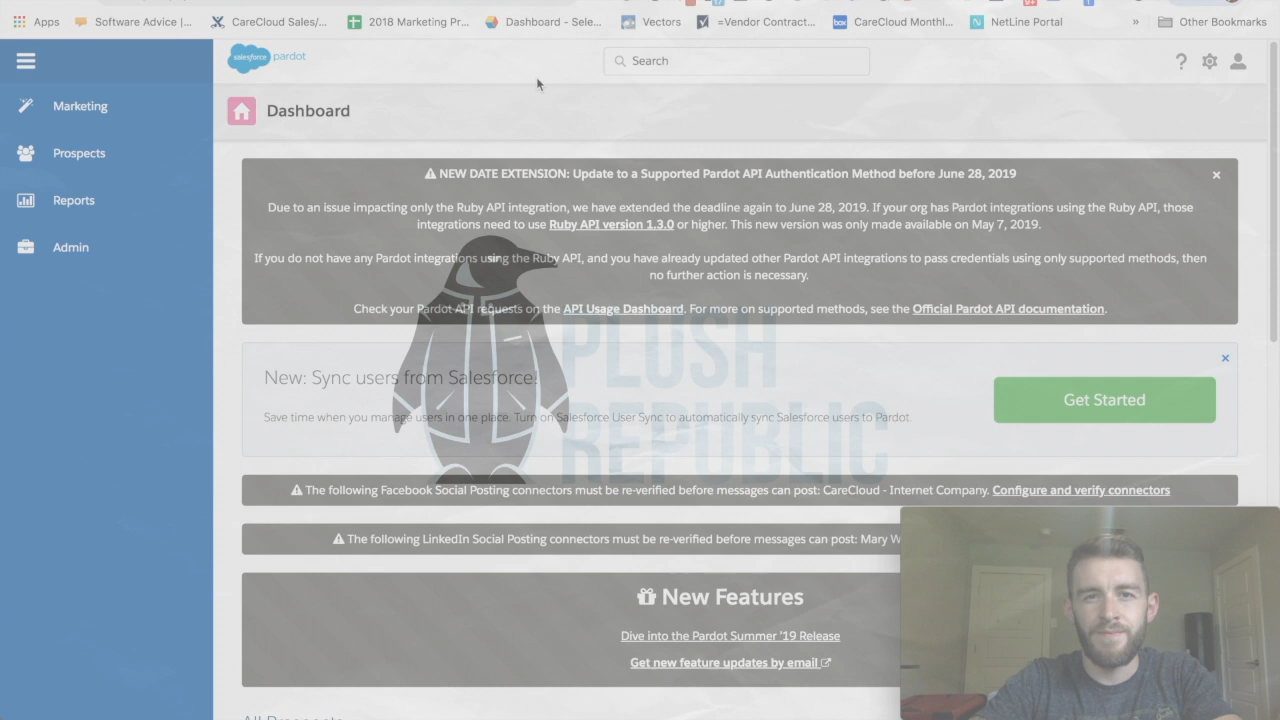 Apps
Software Advice |...
CareCloud Sales/...
2018 Marketing Pr...
Dashboard - Sele...
Vectors
=Vendor Contract...
box
CareCloud Monthl...
NetLine Portal
»
Other Bookmarks
salesforce pardot
Search
Marketing
Prospects
Reports
Admin
Dashboard
NEW DATE EXTENSION: Update to a Supported Pardot API Authentication Method before June 28, 2019
Due to an issue impacting only the Ruby API integration, we have extended the deadline again to June 28, 2019. If your org has Pardot integrations using the Ruby API, those
integrations need to use Ruby API version 1.3.0 or higher. This new version was only made available on May 7, 2019.
If you do not have any Pardot integrations using the Ruby API, and you have already updated other Pardot API integrations to pass credentials using only supported methods, then
no further action is necessary.
Check your Pardot API requests on the API Usage Dashboard. For more on supported methods, see the Official Pardot API documentation.
PLUSH
REPUBLIC
New: Sync users from Salesforce!
Save time when you manage users in one place. Turn on Salesforce User Sync to automatically sync Salesforce users to Pardot.
Get Started
The following Facebook Social Posting connectors must be re-verified before messages can post: CareCloud - Internet Company. Configure and verify connectors
The following LinkedIn Social Posting connectors must be re-verified before messages can post: Mary W
New Features
Dive into the Pardot Summer '19 Release
Get new feature updates by email
All Prospects